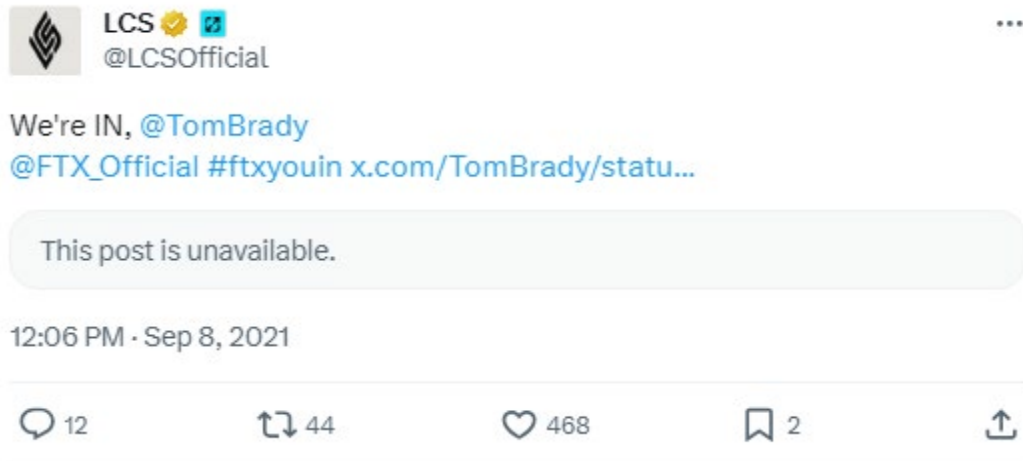 LCS
@LCSOfficial
We're IN, @TomBrady
@FTX_Official #ftxyouin x.com/TomBrady/statu...
This post is unavailable.
12:06 PM · Sep 8, 2021
12 44 468 2